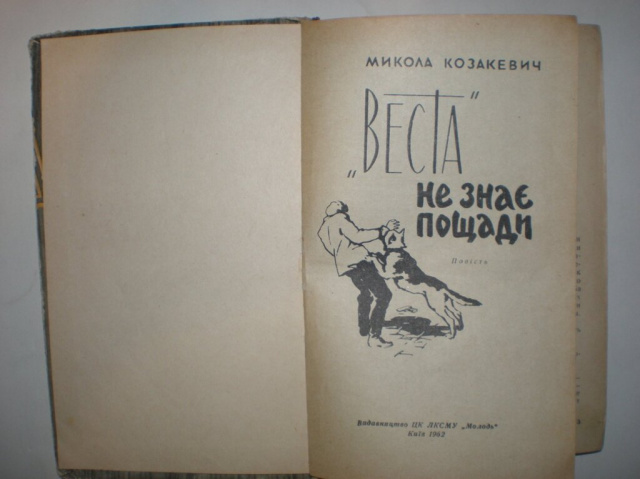 МИКОЛА КОЗАКЕВИЧ
„ВЕСТА“
не знає
пощади
Повість
Видавництво ЦК ЛКСМУ „Молодь“
Київ 1962